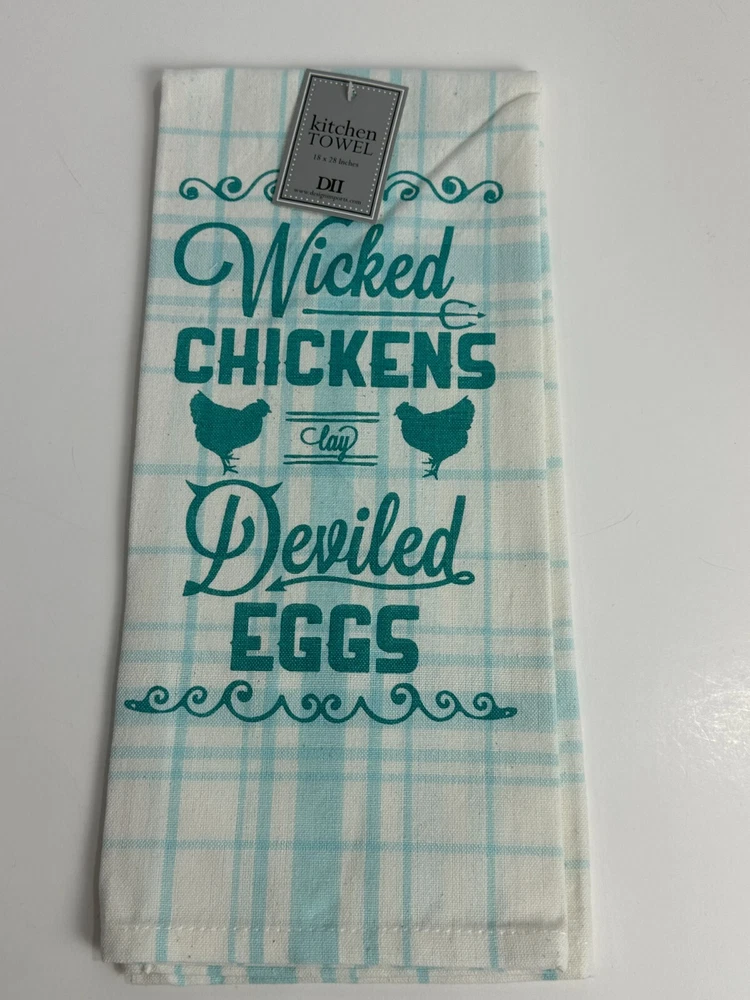 kitchen
TOWEL
18 x 28 Inches
DII
Wicked
CHICKENS
lay
Deviled
EGGS